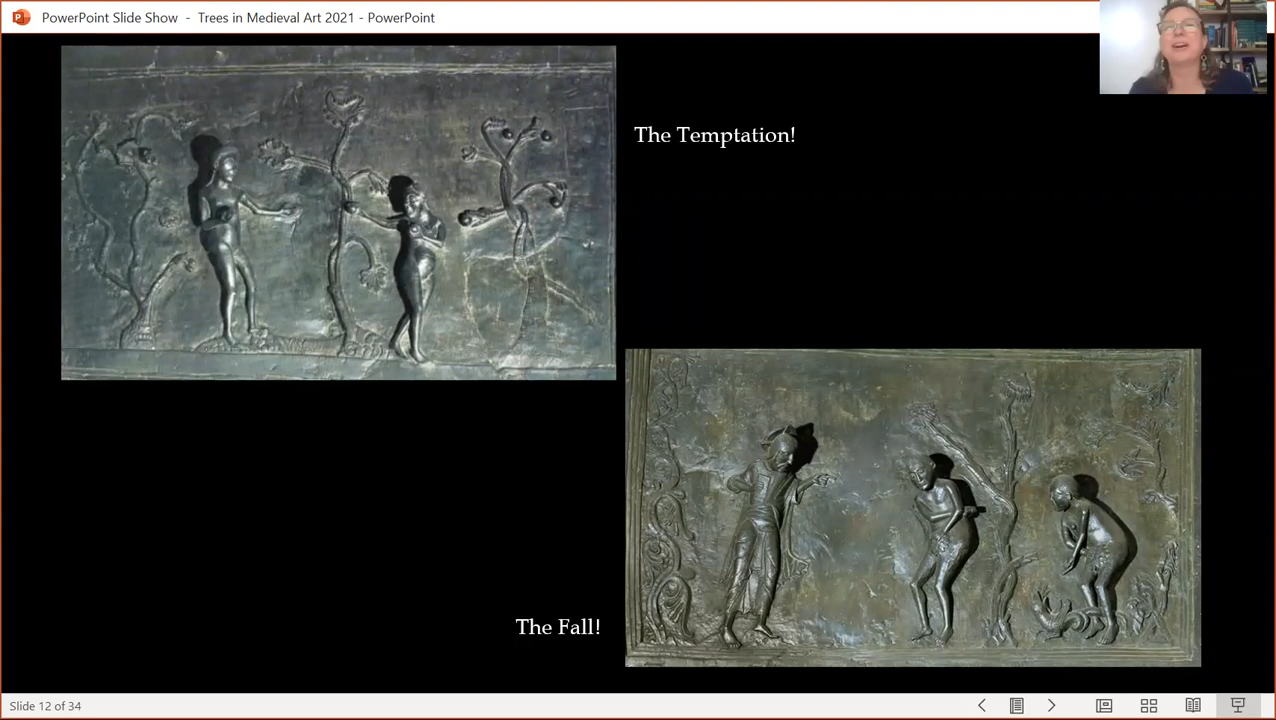 P PowerPoint Slide Show - Trees in Medieval Art 2021 - PowerPoint
The Temptation!
The Fall!
Slide 12 of 34